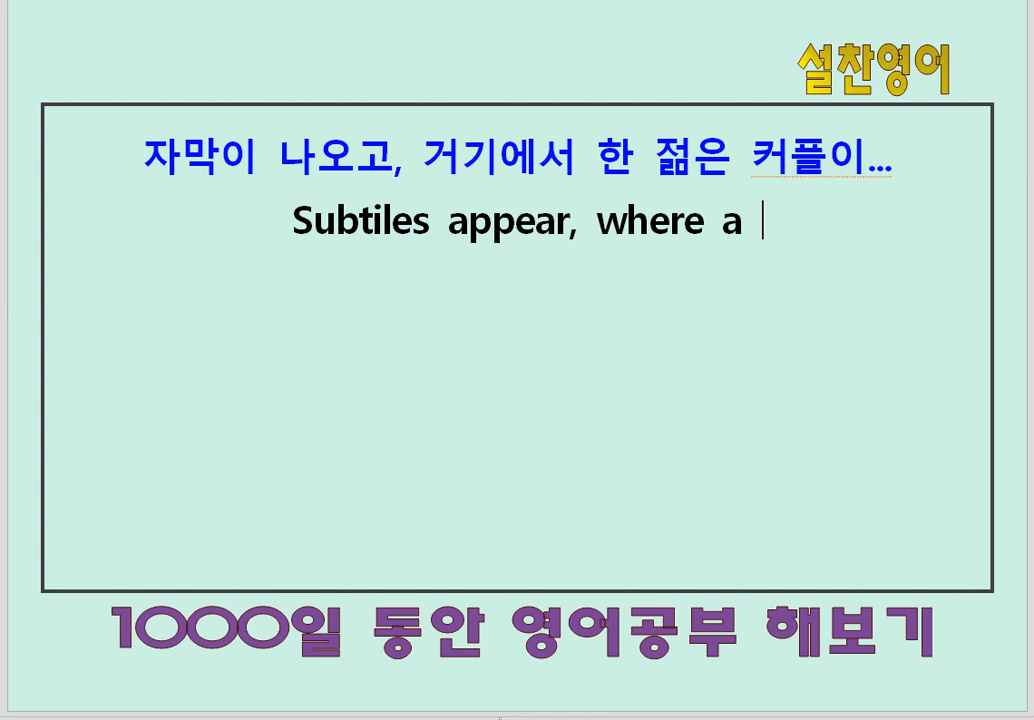 설찬영어
자막이 나오고, 거기에서 한 젊은 커플이...
Subtiles appear, where a
1000일 동안 영어공부 해보기